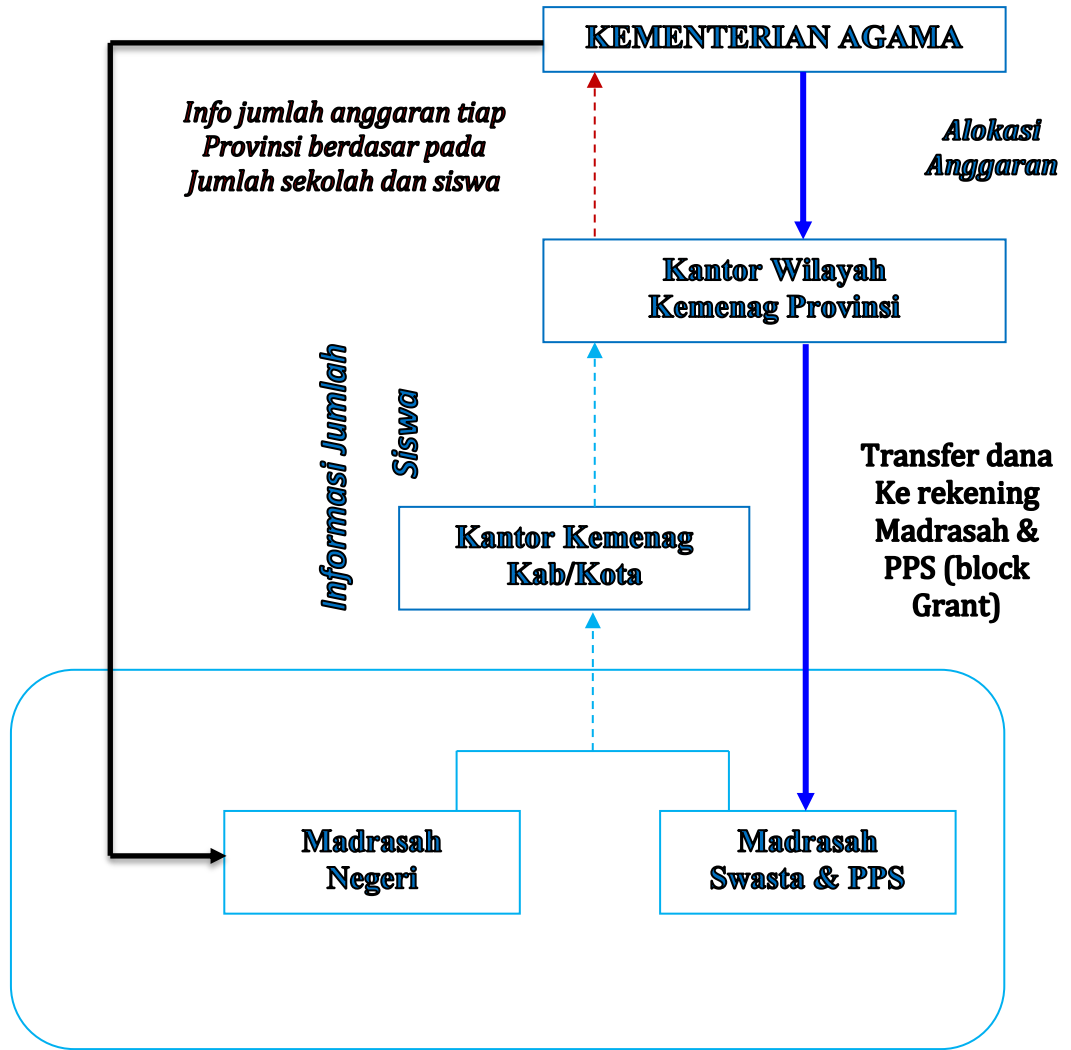 KEMENTERIAN AGAMA
Info jumlah anggaran tiap
Provinsi berdasar pada
Jumlah sekolah dan siswa
Alokasi
Anggaran
Kantor Wilayah
Kemenag Provinsi
Informasi Jumlah
Siswa
Transfer dana
Ke rekening
Madrasah &
PPS (block
Grant)
Kantor Kemenag
Kab/Kota
Madrasah
Negeri
Madrasah
Swasta & PPS